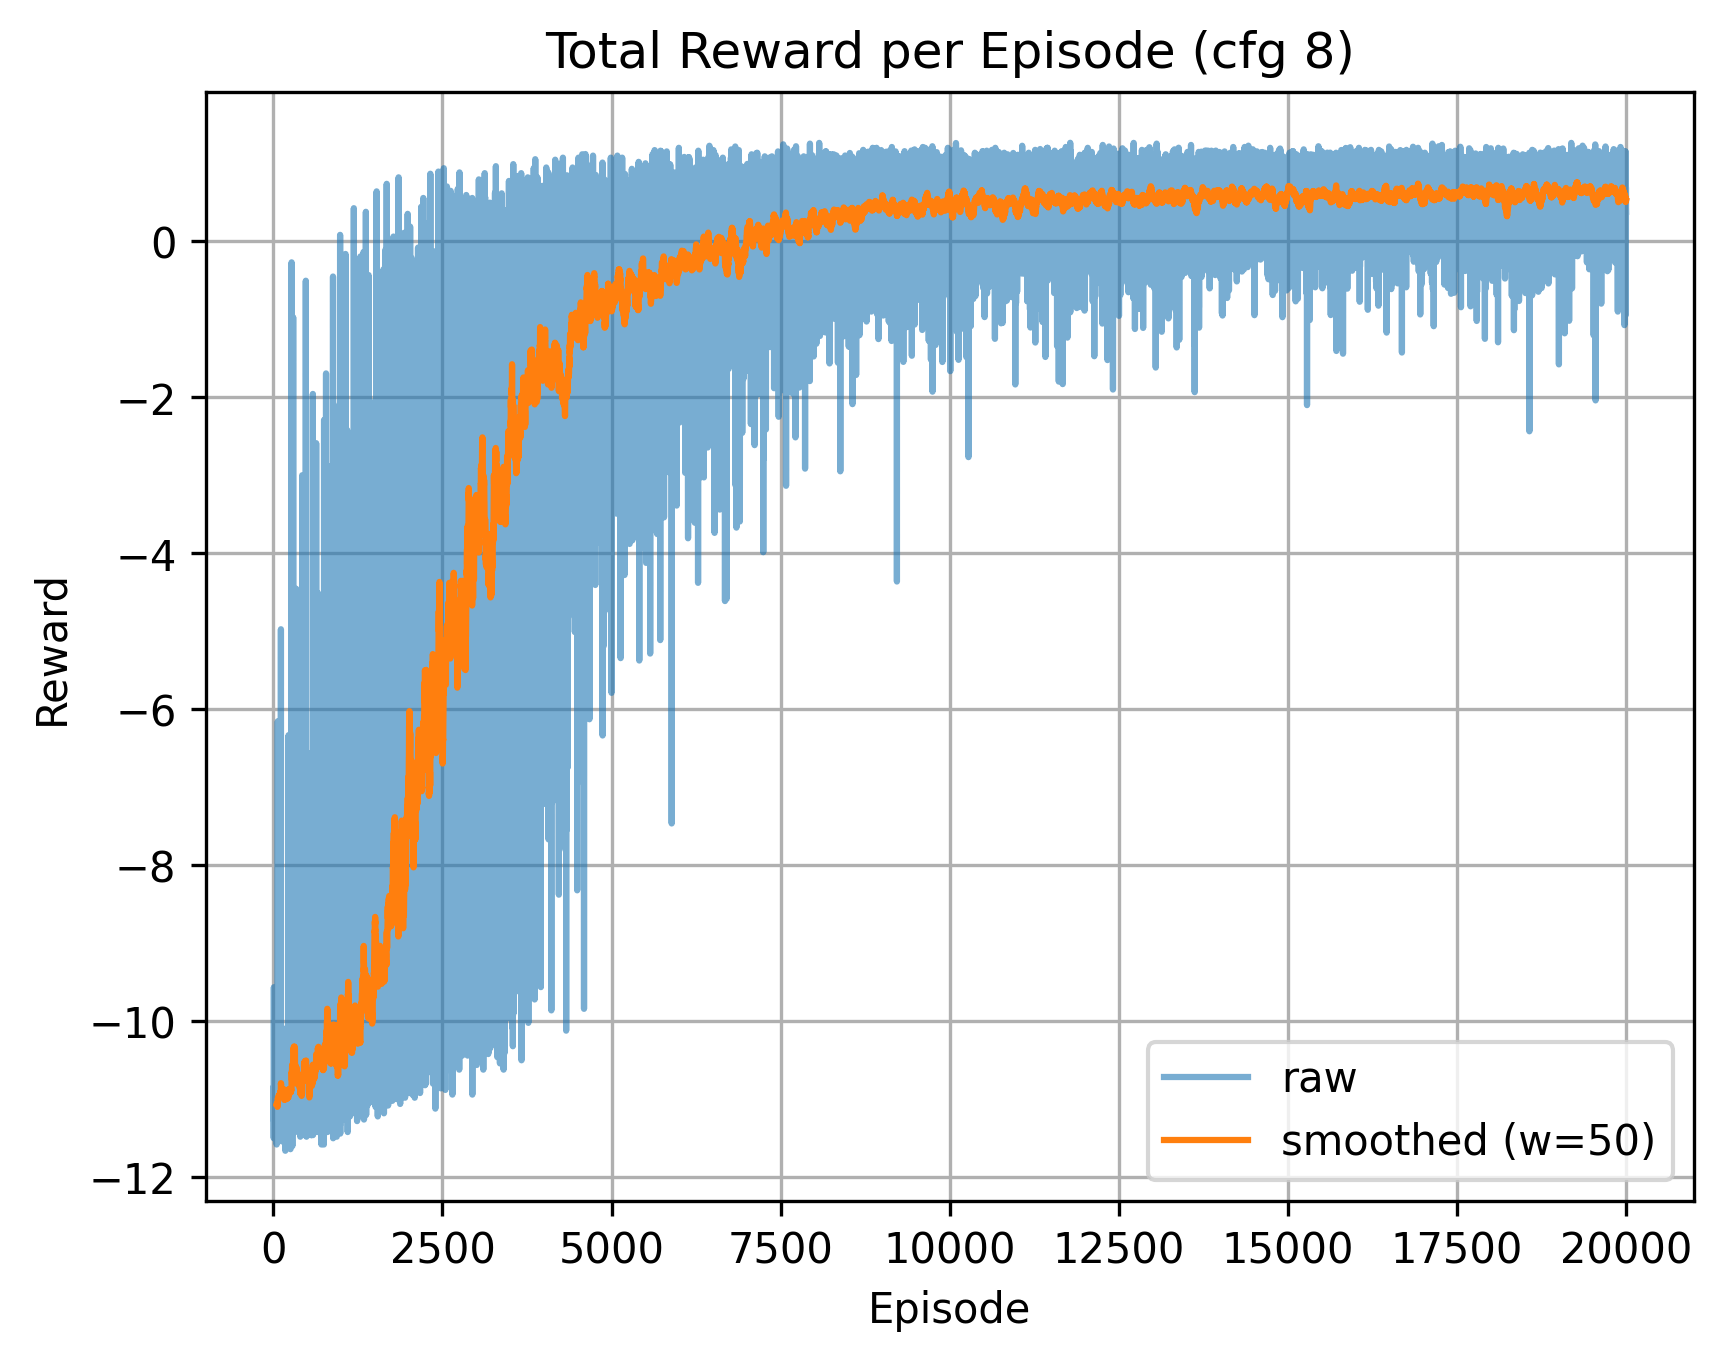 Total Reward per Episode (cfg 8)
Reward
0
−2
−4
−6
−8
−10
−12
raw
smoothed (w=50)
0 2500 5000 7500 10000 12500 15000 17500 20000
Episode